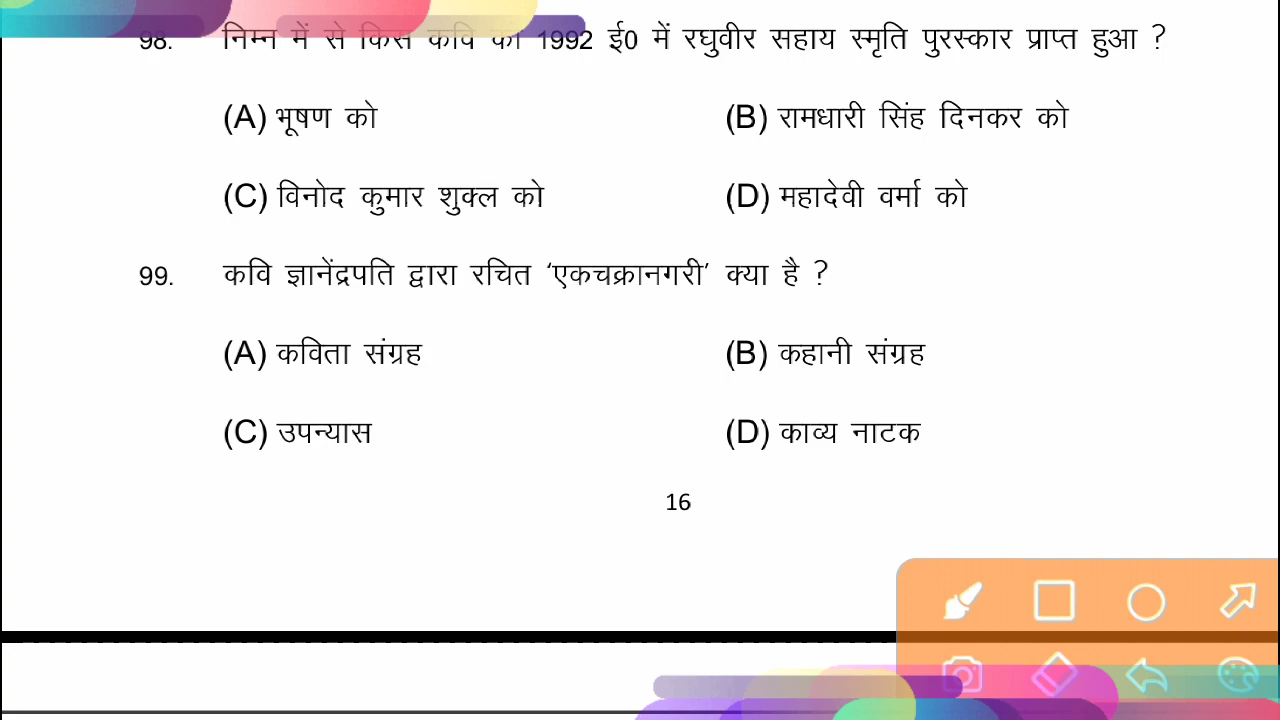 98. निम्न में से किस कवि को 1992 ई0 में रघुवीर सहाय स्मृति पुरस्कार प्राप्त हुआ ?
(A) भूषण को (B) रामधारी सिंह दिनकर को
(C) विनोद कुमार शुक्ल को (D) महादेवी वर्मा को
99. कवि ज्ञानेंद्रपति द्वारा रचित ‘एकचक्रानगरी’ क्या है ?
(A) कविता संग्रह (B) कहानी संग्रह
(C) उपन्यास (D) काव्य नाटक
16